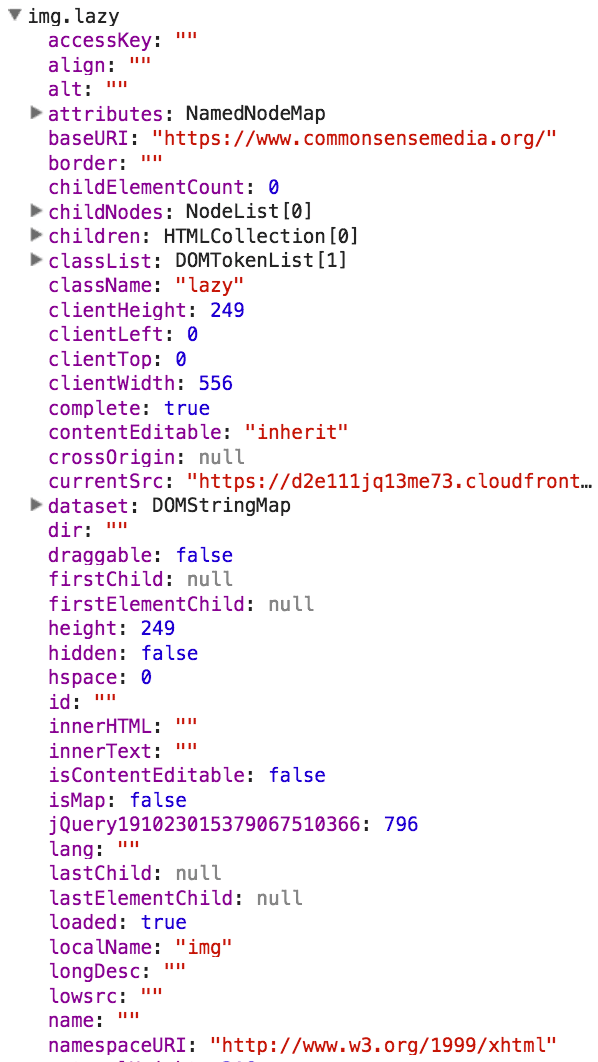 img.lazy
accessKey: ""
align: ""
alt: ""
attributes: NamedNodeMap
baseURI: "https://www.commonsensemedia.org/"
border: ""
childElementCount: 0
childNodes: NodeList[0]
children: HTMLCollection[0]
classList: DOMTokenList[1]
className: "lazy"
clientHeight: 249
clientLeft: 0
clientTop: 0
clientWidth: 556
complete: true
contentEditable: "inherit"
crossOrigin: null
currentSrc: "https://d2e111jq13me73.cloudfront...
dataset: DOMStringMap
dir: ""
draggable: false
firstChild: null
firstElementChild: null
height: 249
hidden: false
hspace: 0
id: ""
innerHTML: ""
innerText: ""
isContentEditable: false
isMap: false
jQuery191023015379067510366: 796
lang: ""
lastChild: null
lastElementChild: null
loaded: true
localName: "img"
longDesc: ""
lowsrc: ""
name: ""
namespaceURI: "http://www.w3.org/1999/xhtml"